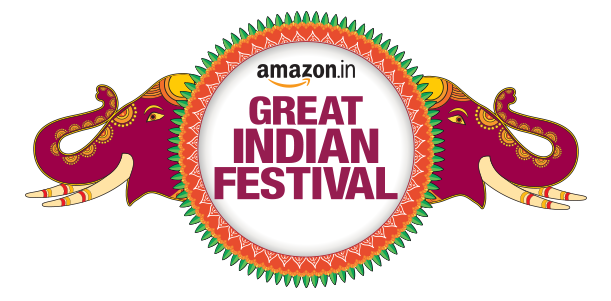 amazon.in
GREAT
INDIAN
FESTIVAL